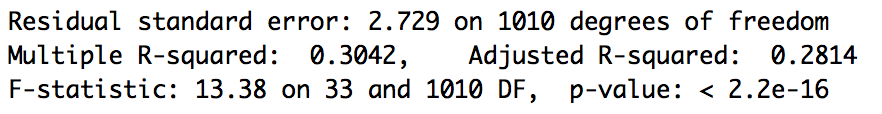 Residual standard error: 2.729 on 1010 degrees of freedom
Multiple R-squared:  0.3042,    Adjusted R-squared:  0.2814
F-statistic: 13.38 on 33 and 1010 DF,  p-value: < 2.2e-16